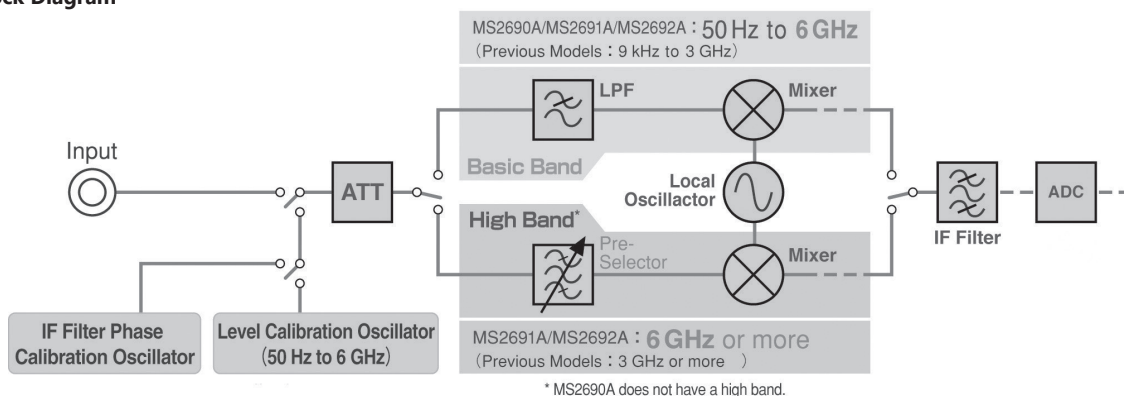 MS2690A/MS2691A/MS2692A : 50 Hz to 6 GHz
(Previous Models : 9 kHz to 3 GHz)
LPF
Mixer
Input
Basic Band
ATT
Local
Oscillactor
ADC
High Band*
IF Filter
Pre-
Selector
Mixer
IF Filter Phase
Calibration Oscillator
Level Calibration Oscillator
(50 Hz to 6 GHz)
MS2691A/MS2692A : 6 GHz or more
(Previous Models : 3 GHz or more )
* MS2690A does not have a high band.